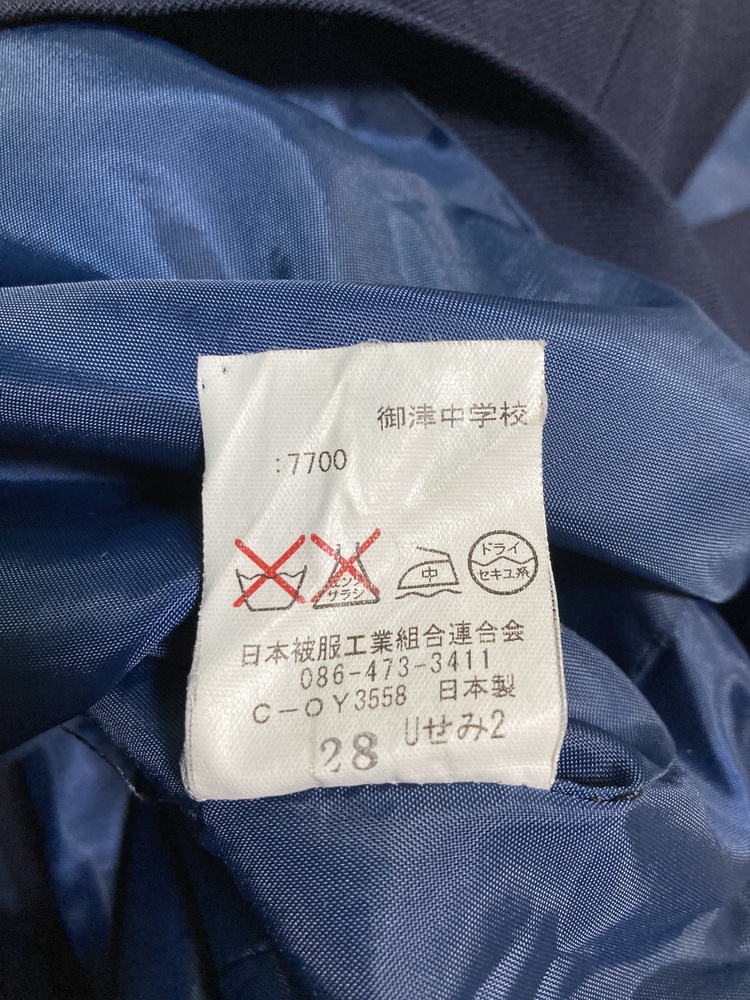 御津中学校
:7700
エンソ
サラシ
中
ドライ
セキユ系
日本被服工業組合連合会
086-473-3411
C-OY3558 日本製
28 Uせみ2